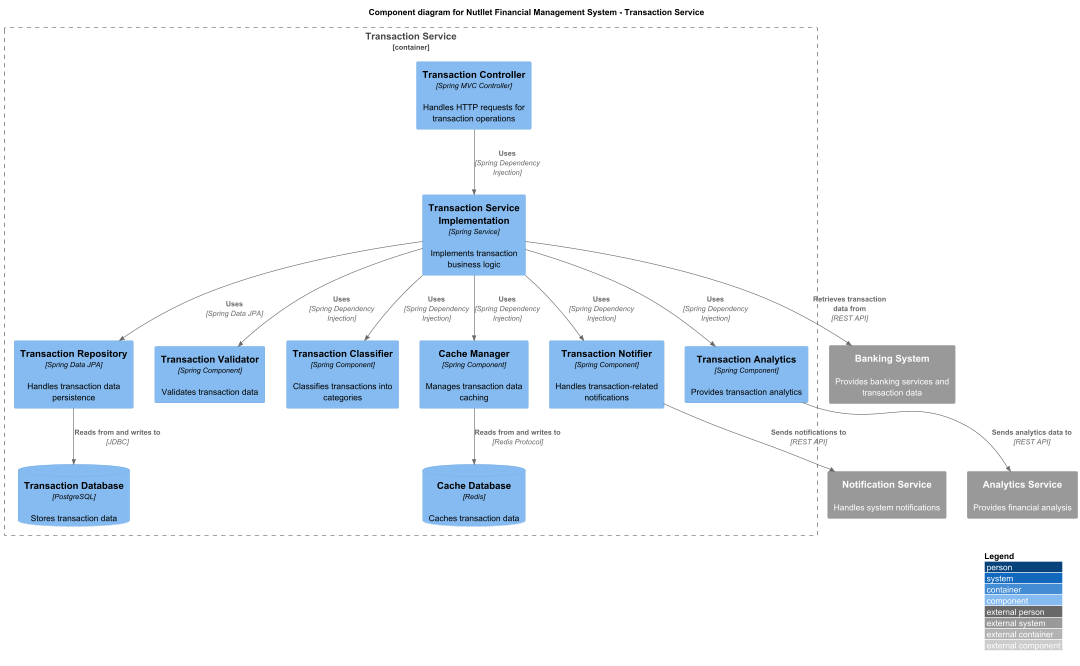 Component diagram for Nutllet Financial Management System - Transaction Service
Transaction Service
[container]
Transaction Controller
[Spring MVC Controller]
Handles HTTP requests for
transaction operations
Uses
[Spring Dependency
Injection]
Transaction Service
Implementation
[Spring Service]
Implements transaction
business logic
Uses
[Spring Data JPA]
Uses
[Spring Dependency
Injection]
Uses
[Spring Dependency
Injection]
Uses
[Spring Dependency
Injection]
Uses
[Spring Dependency
Injection]
Uses
[Spring Dependency
Injection]
Retrieves transaction
data from
[REST API]
Transaction Repository
[Spring Data JPA]
Handles transaction data
persistence
Transaction Validator
[Spring Component]
Validates transaction data
Transaction Classifier
[Spring Component]
Classifies transactions into
categories
Cache Manager
[Spring Component]
Manages transaction data
caching
Transaction Notifier
[Spring Component]
Handles transaction-related
notifications
Transaction Analytics
[Spring Component]
Provides transaction analytics
Banking System
Provides banking services and
transaction data
Reads from and writes to
[JDBC]
Reads from and writes to
[Redis Protocol]
Sends notifications to
[REST API]
Sends analytics data to
[REST API]
Transaction Database
[PostgreSQL]
Stores transaction data
Cache Database
[Redis]
Caches transaction data
Notification Service
Handles system notifications
Analytics Service
Provides financial analysis
Legend
person
system
container
component
external person
external system
external container
external component